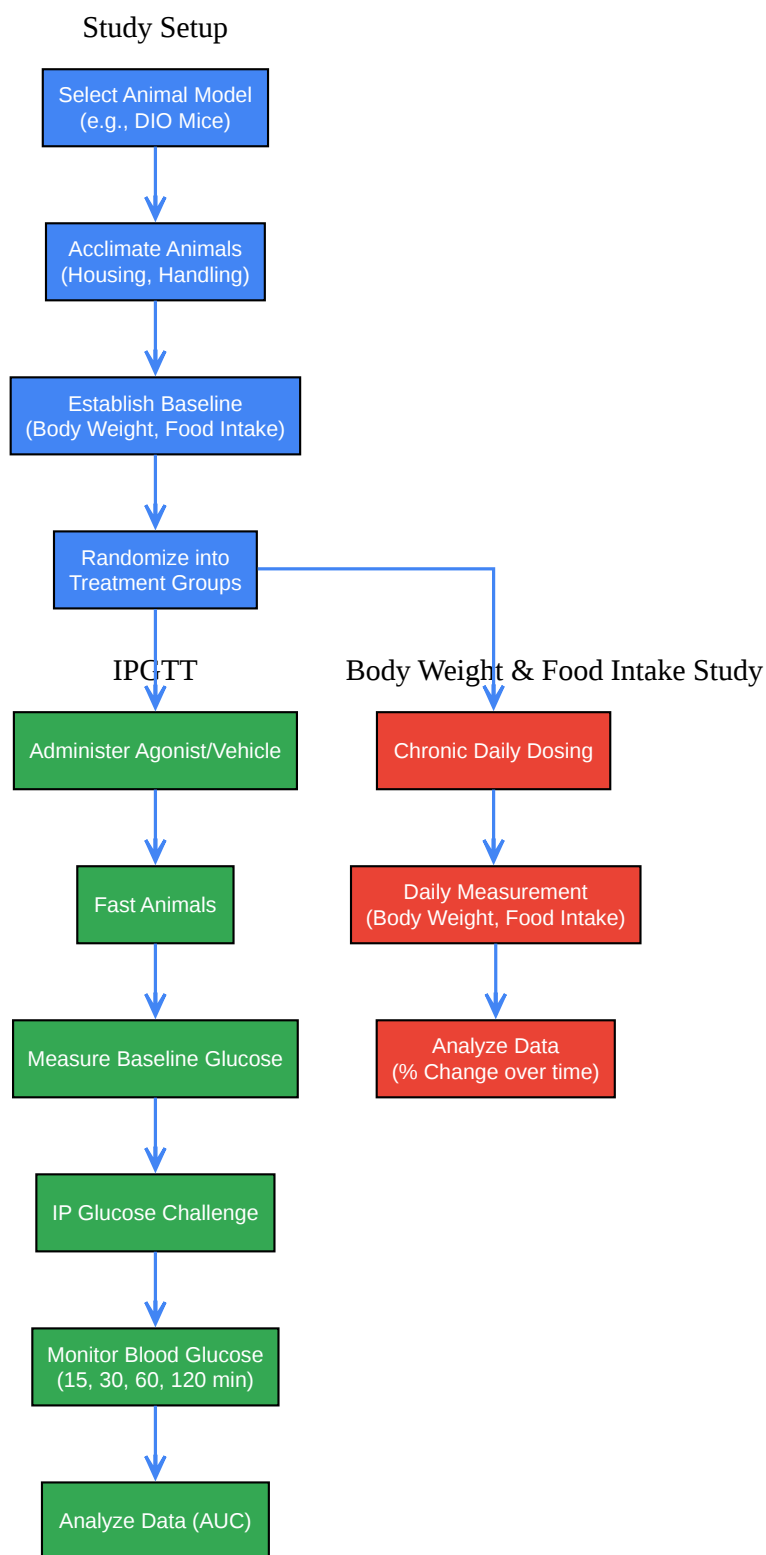 Study Setup
Select Animal Model
(e.g., DIO Mice)
Acclimate Animals
(Housing, Handling)
Establish Baseline
(Body Weight, Food Intake)
Randomize into
Treatment Groups
IPGTT
Administer Agonist/Vehicle
Fast Animals
Measure Baseline Glucose
IP Glucose Challenge
Monitor Blood Glucose
(15, 30, 60, 120 min)
Analyze Data (AUC)
Body Weight & Food Intake Study
Chronic Daily Dosing
Daily Measurement
(Body Weight, Food Intake)
Analyze Data
(% Change over time)